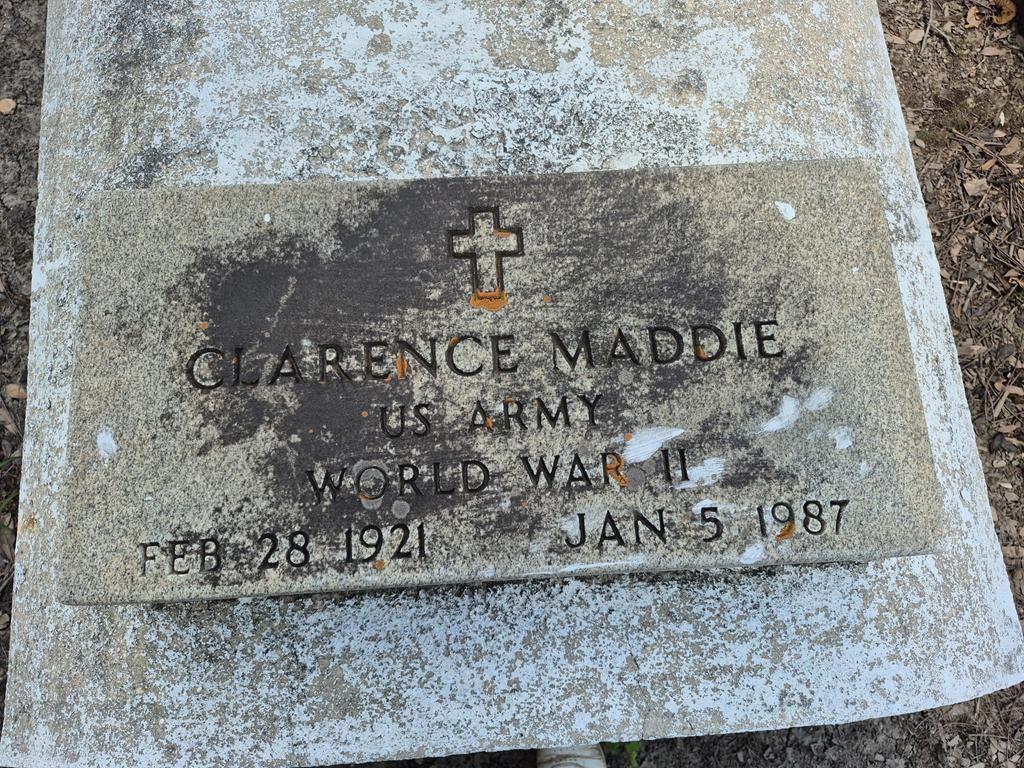 CLARENCE MADDIE
US ARMY
WORLD WAR II
FEB 28 1921 JAN 5 1987